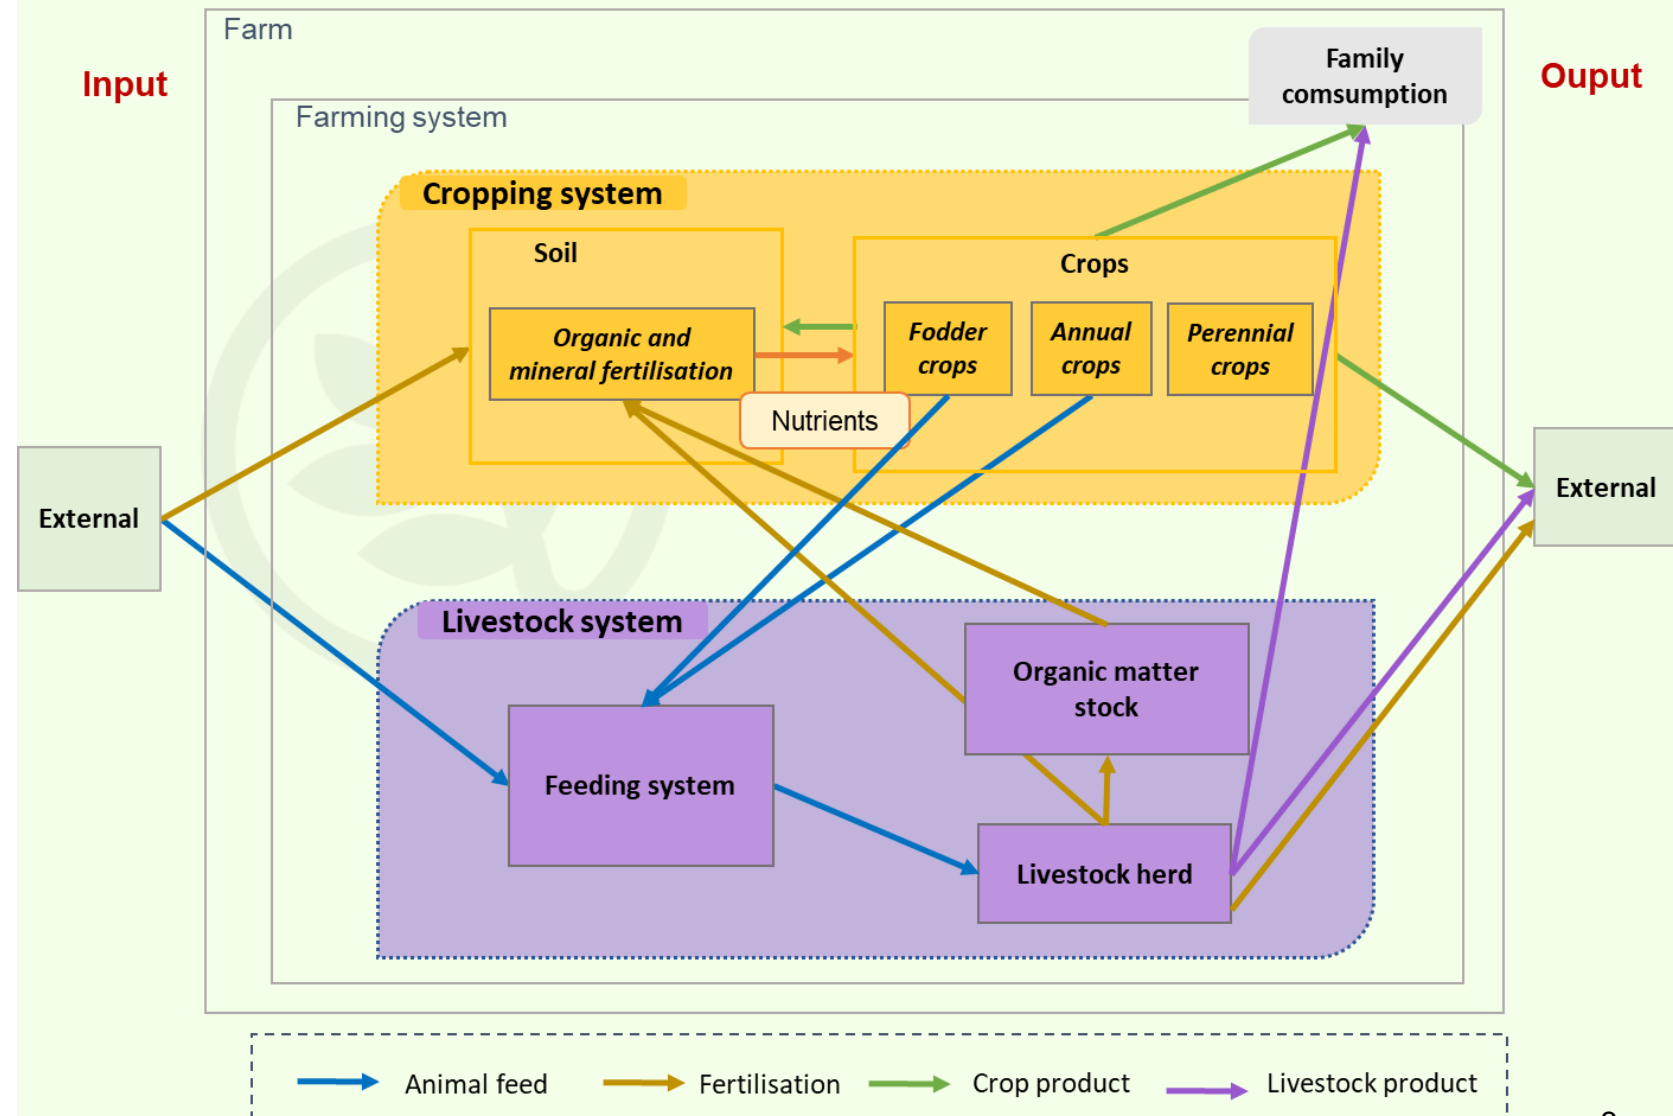 Farm
Family
comsumption
Input
Ouput
Farming system
Cropping system
Soil
Crops
Organic and
mineral fertilisation
Fodder
crops
Annual
crops
Perennial
crops
Nutrients
External
External
Livestock system
Organic matter
stock
Feeding system
Livestock herd
Animal feed
Fertilisation
Crop product
Livestock product